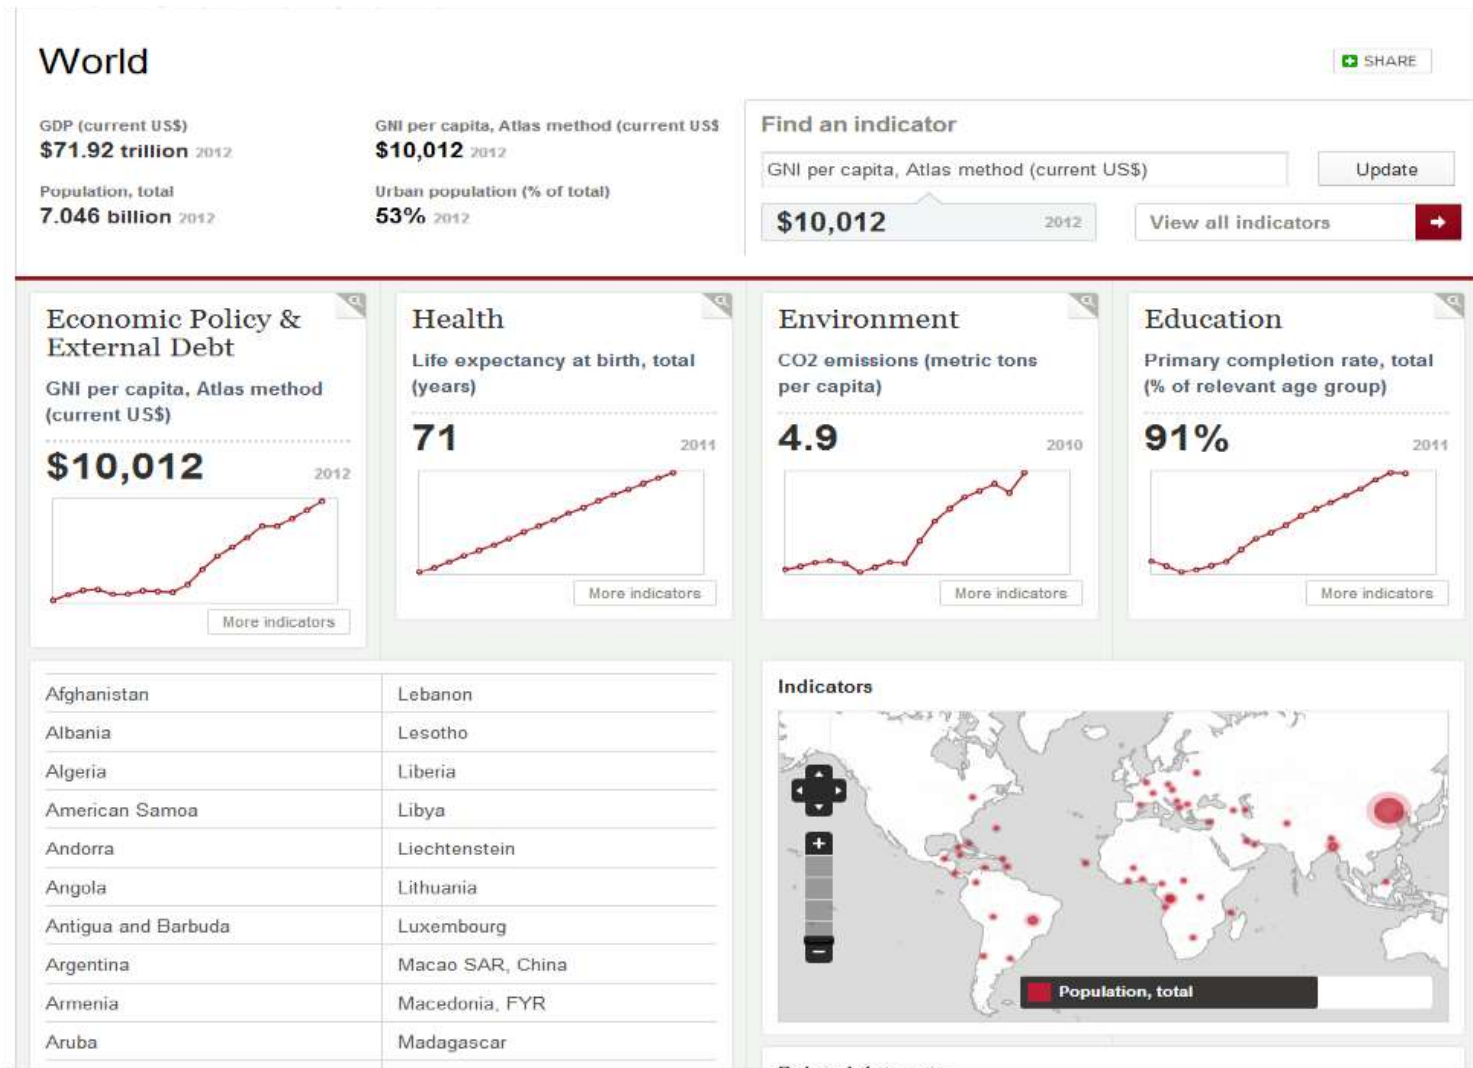 World
SHARE
GDP (current US$)
$71.92 trillion 2012
GNI per capita, Atlas method (current US$
$10,012 2012
Population, total
7.046 billion 2012
Urban population (% of total)
53% 2012
Find an indicator
GNI per capita, Atlas method (current US$)
Update
$10,012 2012
View all indicators
Economic Policy &
External Debt
GNI per capita, Atlas method
(current US$)
$10,012 2012
More indicators
Health
Life expectancy at birth, total
(years)
71 2011
More indicators
Environment
CO2 emissions (metric tons
per capita)
4.9 2010
More indicators
Education
Primary completion rate, total
(% of relevant age group)
91% 2011
More indicators
Afghanistan Lebanon
Albania Lesotho
Algeria Liberia
American Samoa Libya
Andorra Liechtenstein
Angola Lithuania
Antigua and Barbuda Luxembourg
Argentina Macao SAR, China
Armenia Macedonia, FYR
Aruba Madagascar
Indicators
+
−
Population, total